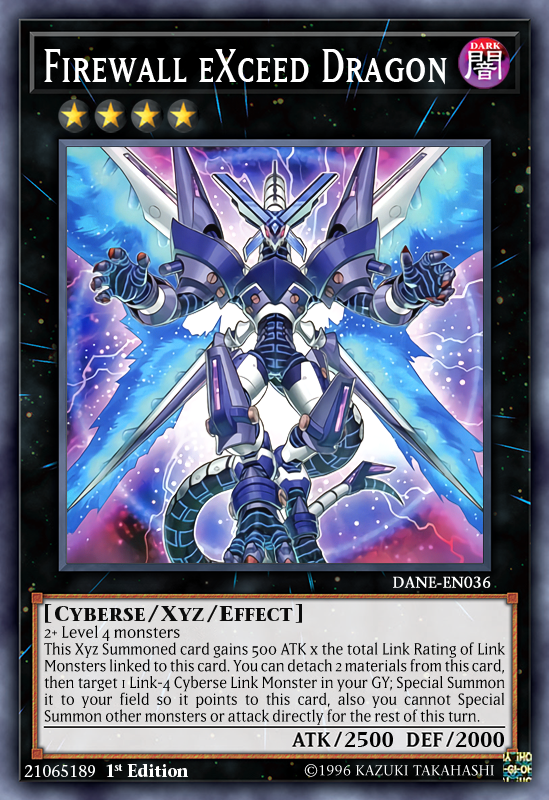 FIREWALL EXCEED DRAGON
DARK
闇
DANE-EN036
[CYBERSE/XYZ/EFFECT]
2+ Level 4 monsters
This Xyz Summoned card gains 500 ATK x the total Link Rating of Link
Monsters linked to this card. You can detach 2 materials from this card,
then target 1 Link-4 Cyberse Link Monster in your GY; Special Summon
it to your field so it points to this card, also you cannot Special
Summon other monsters or attack directly for the rest of this turn.
ATK/2500 DEF/2000
21065189 1st Edition ©1996 KAZUKI TAKAHASHI